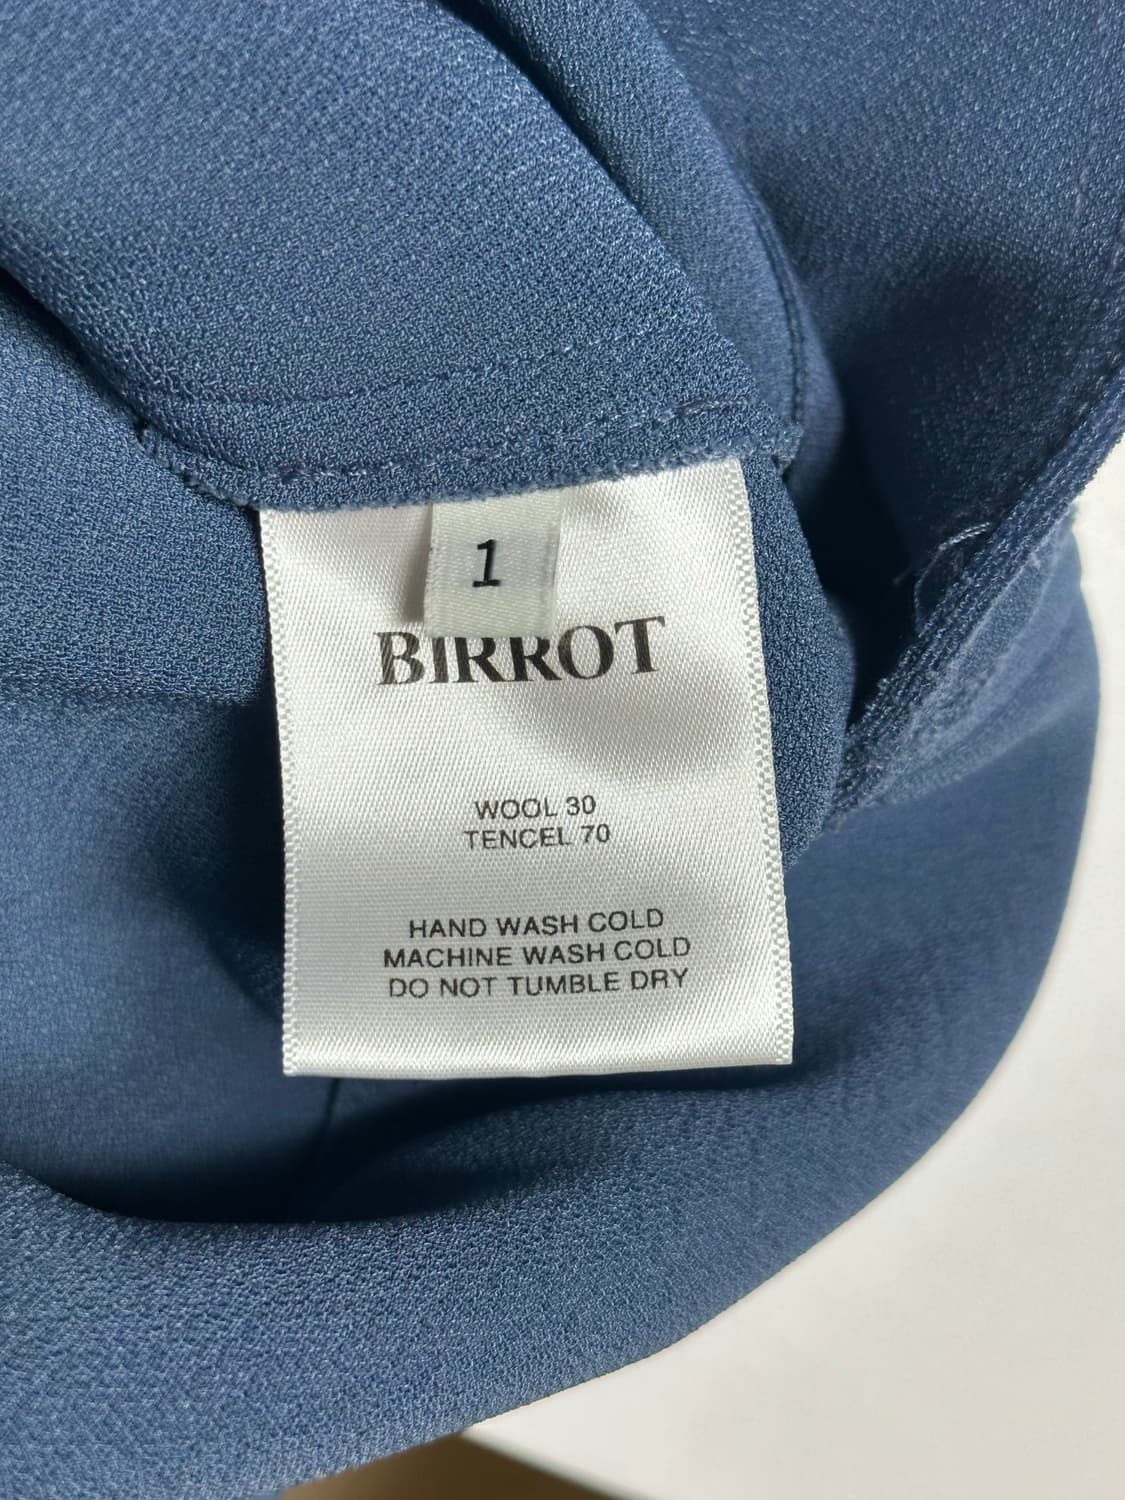 1
BIRROT
WOOL 30
TENCEL 70
HAND WASH COLD
MACHINE WASH COLD
DO NOT TUMBLE DRY